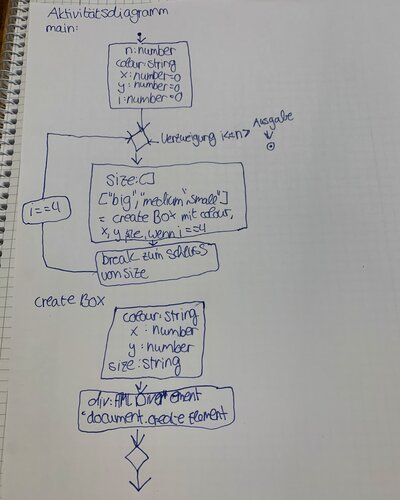 Aktivitätsdiagramm
main:
n:number
colour:string
x:number=0
y:number=0
i:number=0
Verzweigung i<=n>
Ausgabe
size:[]
["big","medium","small"]
= create BOX mit colour,
x, y size, wenn i==4
i==4
break zum Schluss
von size
create BOX
colour:string
x: number
y:number
size:string
div:HTMLDivElement
"document.create Element